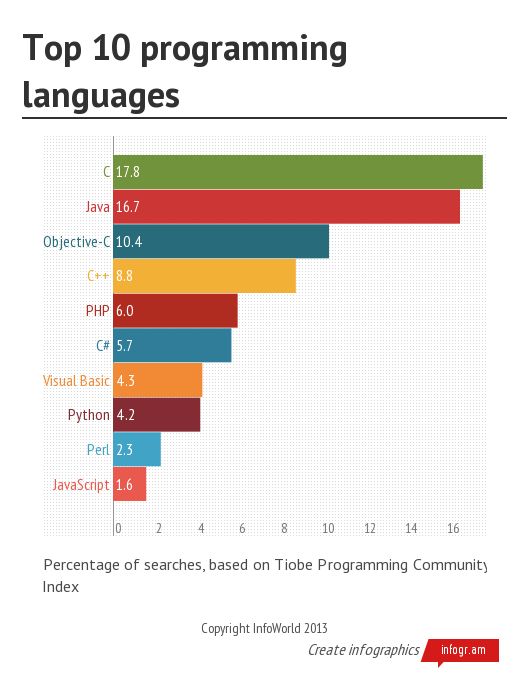 Top 10 programming
languages
C 17.8
Java 16.7
Objective-C 10.4
C++ 8.8
PHP 6.0
C# 5.7
Visual Basic 4.3
Python 4.2
Perl 2.3
JavaScript 1.6
0 2 4 6 8 10 12 14 16
Percentage of searches, based on Tiobe Programming Community
Index
Copyright InfoWorld 2013
Create infographics infogr.am